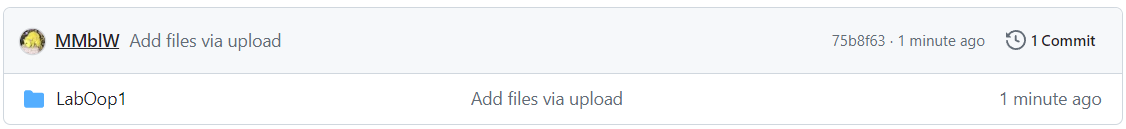 MMblW Add files via upload 75b8f63 · 1 minute ago 1 Commit
LabOop1 Add files via upload 1 minute ago